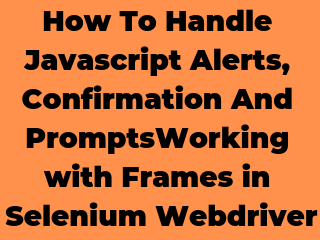 How To Handle
Javascript Alerts,
Confirmation And
PromptsWorking
with Frames in
Selenium Webdriver